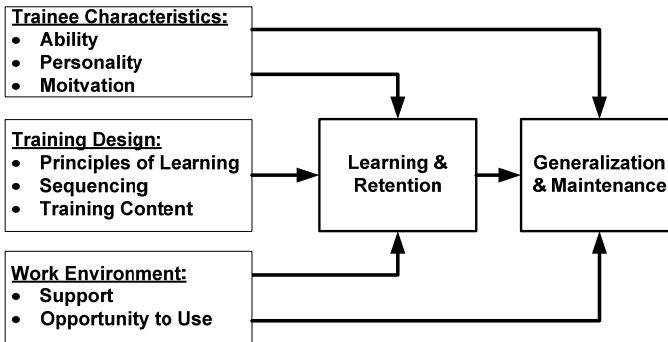 Trainee Characteristics:
• Ability
• Personality
• Moitvation
Training Design:
• Principles of Learning
• Sequencing
• Training Content
Work Environment:
• Support
• Opportunity to Use
Learning &
Retention
Generalization
& Maintenance